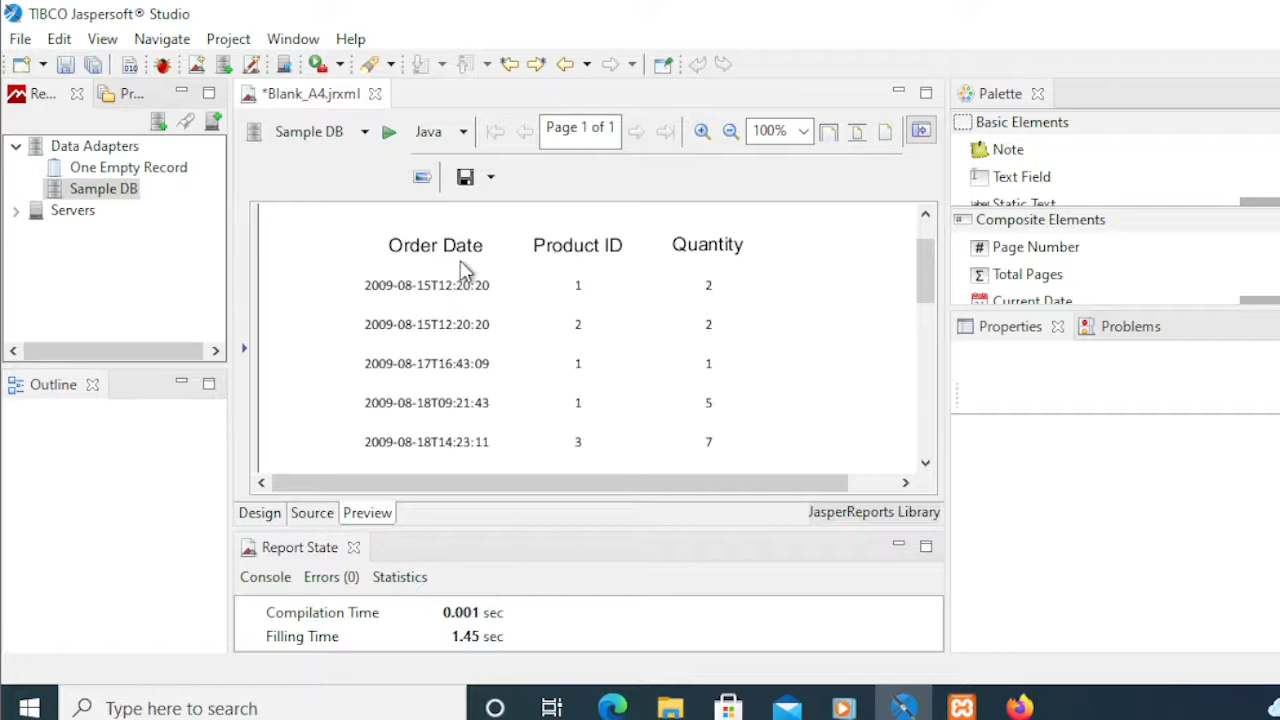 TIBCO Jaspersoft® Studio
File Edit View Navigate Project Window Help
Re... Pr... *Blank_A4.jrxml Palette
Data Adapters
One Empty Record
Sample DB
Servers
Outline
Sample DB Java Page 1 of 1 100%
Order Date Product ID Quantity
2009-08-15T12:20:20 1 2
2009-08-15T12:20:20 2 2
2009-08-17T16:43:09 1 1
2009-08-18T09:21:43 1 5
2009-08-18T14:23:11 3 7
Design Source Preview JasperReports Library
Report State
Console Errors (0) Statistics
Compilation Time 0.001 sec
Filling Time 1.45 sec
Basic Elements
Note
Text Field
Static Text
Composite Elements
# Page Number
Σ Total Pages
Current Date
Properties Problems
Type here to search